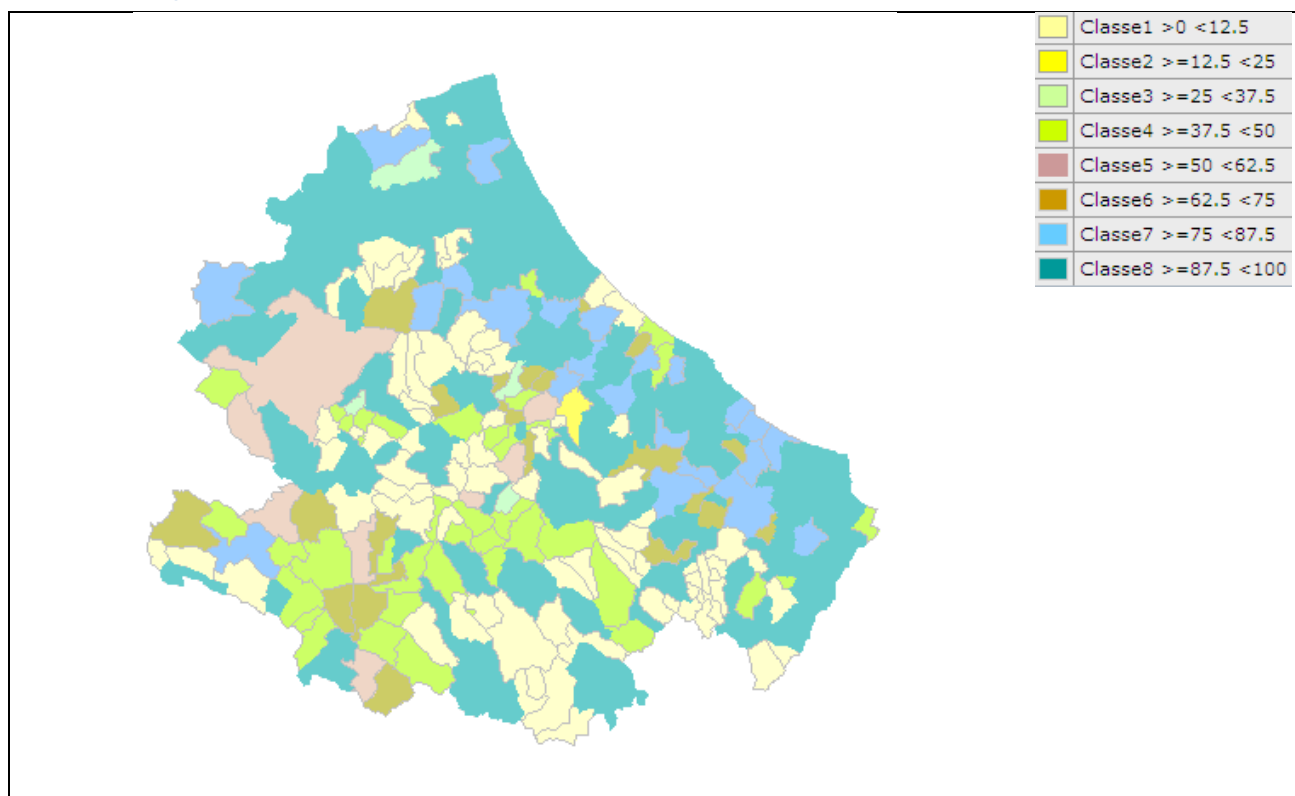 Classe1 >0 <12.5
Classe2 >=12.5 <25
Classe3 >=25 <37.5
Classe4 >=37.5 <50
Classe5 >=50 <62.5
Classe6 >=62.5 <75
Classe7 >=75 <87.5
Classe8 >=87.5 <100